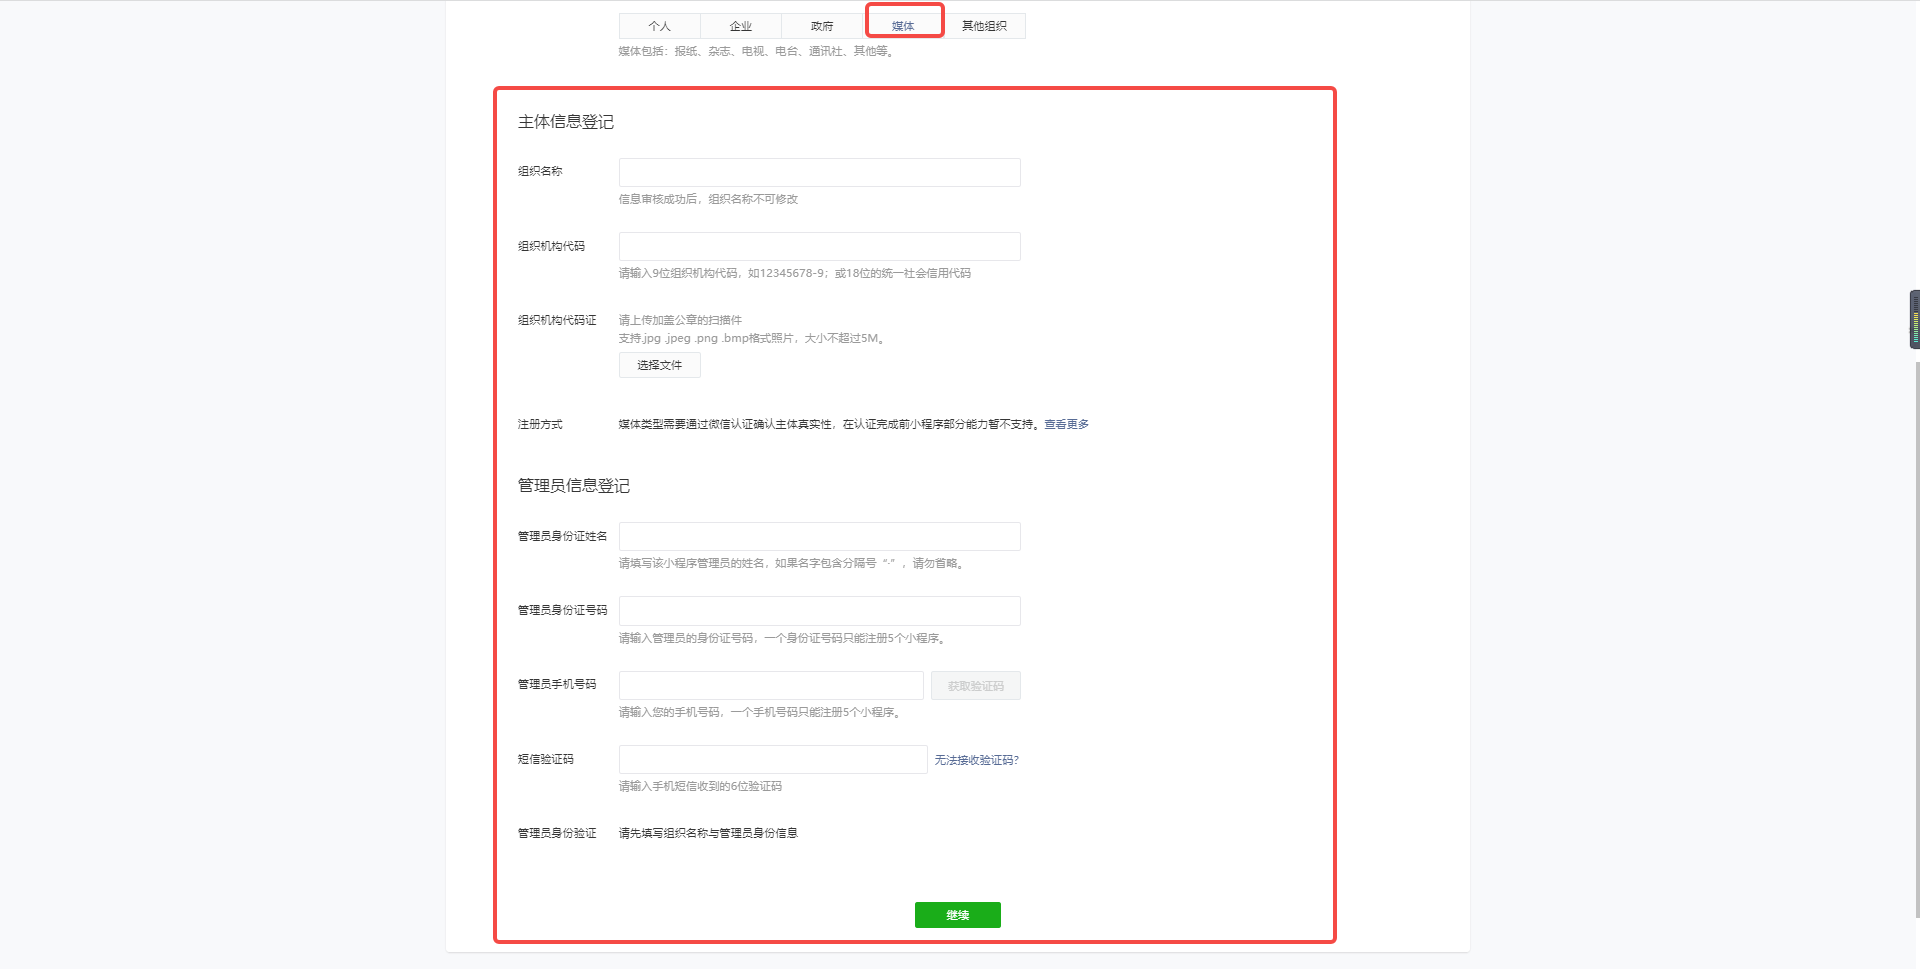 个人 企业 政府 媒体 其他组织
媒体包括：报纸、杂志、电视、电台、通讯社、其他等。
主体信息登记
组织名称
信息审核成功后，组织名称不可修改
组织机构代码
请输入9位组织机构代码，如12345678-9；或18位的统一社会信用代码
组织机构代码证 请上传加盖公章的扫描件
支持.jpg .jpeg .png .bmp格式照片，大小不超过5M。
选择文件
注册方式 媒体类型需要通过微信认证确认主体真实性，在认证完成前小程序部分能力暂不支持。查看更多
管理员信息登记
管理员身份证姓名
请填写该小程序管理员的姓名，如果名字包含分隔号“·”，请勿省略。
管理员身份证号码
请输入管理员的身份证号码，一个身份证号码只能注册5个小程序。
管理员手机号码 获取验证码
请输入您的手机号码，一个手机号码只能注册5个小程序。
短信验证码 无法接收验证码？
请输入手机短信收到的6位验证码
管理员身份验证 请先填写组织名称与管理员身份信息
继续